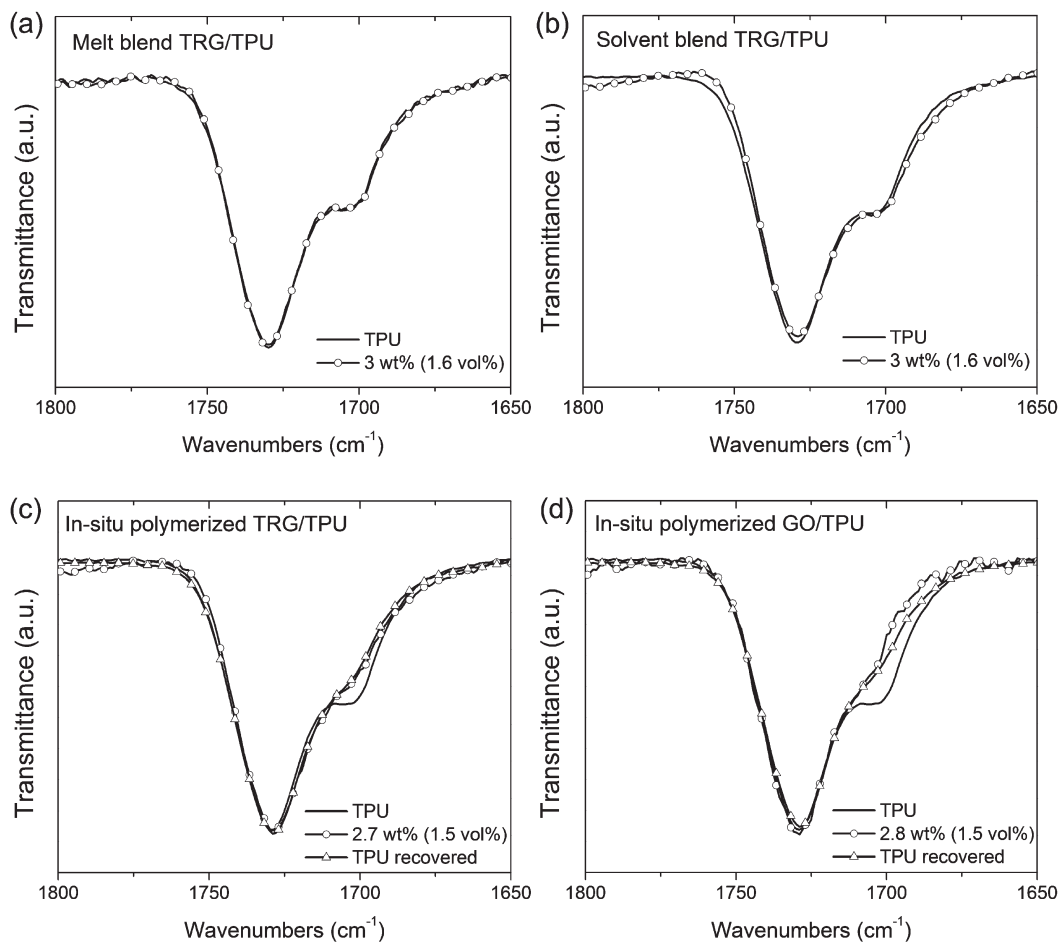 (a)
Melt blend TRG/TPU
Transmittance (a.u.)
TPU
3 wt% (1.6 vol%)
1800 1750 1700 1650
Wavenumbers (cm⁻¹)
(b)
Solvent blend TRG/TPU
Transmittance (a.u.)
TPU
3 wt% (1.6 vol%)
1800 1750 1700 1650
Wavenumbers (cm⁻¹)
(c)
In-situ polymerized TRG/TPU
Transmittance (a.u.)
TPU
2.7 wt% (1.5 vol%)
TPU recovered
1800 1750 1700 1650
Wavenumbers (cm⁻¹)
(d)
In-situ polymerized GO/TPU
Transmittance (a.u.)
TPU
2.8 wt% (1.5 vol%)
TPU recovered
1800 1750 1700 1650
Wavenumbers (cm⁻¹)